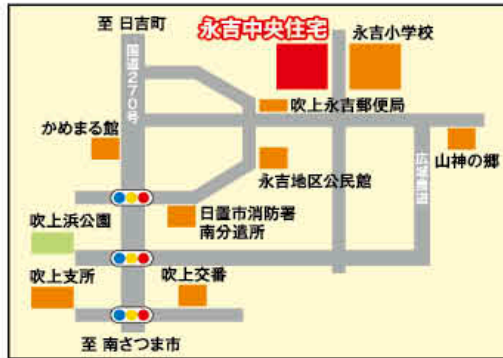 至 日吉町
永吉中央住宅
永吉小学校
国道270号
吹上永吉郵便局
かめまる館
山神の郷
永吉地区公民館
広域農道
日置市消防署
南分遣所
吹上浜公園
吹上支所
吹上交番
至 南さつま市